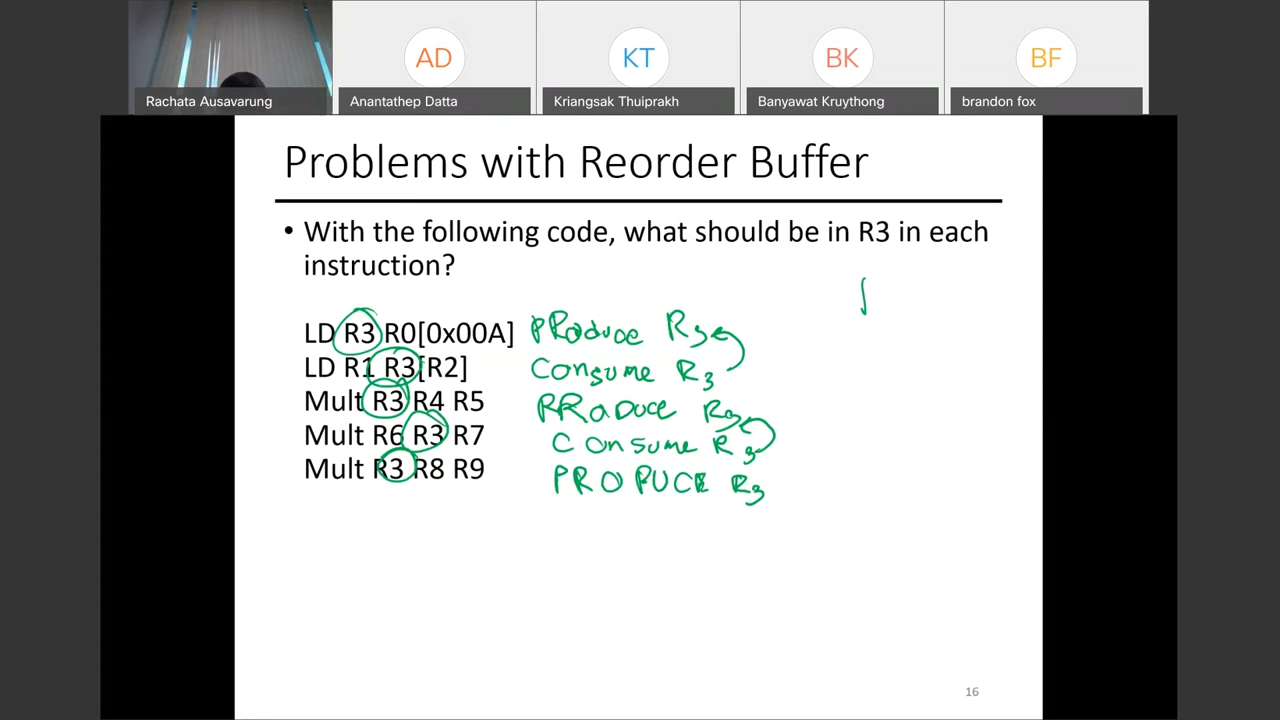 AD
KT
BK
BF
Rachata Ausavarung
Anantathep Datta
Kriangsak Thuiprakh
Banyawat Kruythong
brandon fox
Problems with Reorder Buffer
• With the following code, what should be in R3 in each
instruction?
LD R3 R0[0x00A] PRoduce R3
LD R1 R3[R2] Consume R3
Mult R3 R4 R5 PRoDuce R3
Mult R6 R3 R7 Consume R3
Mult R3 R8 R9 PRODUCE R3
16